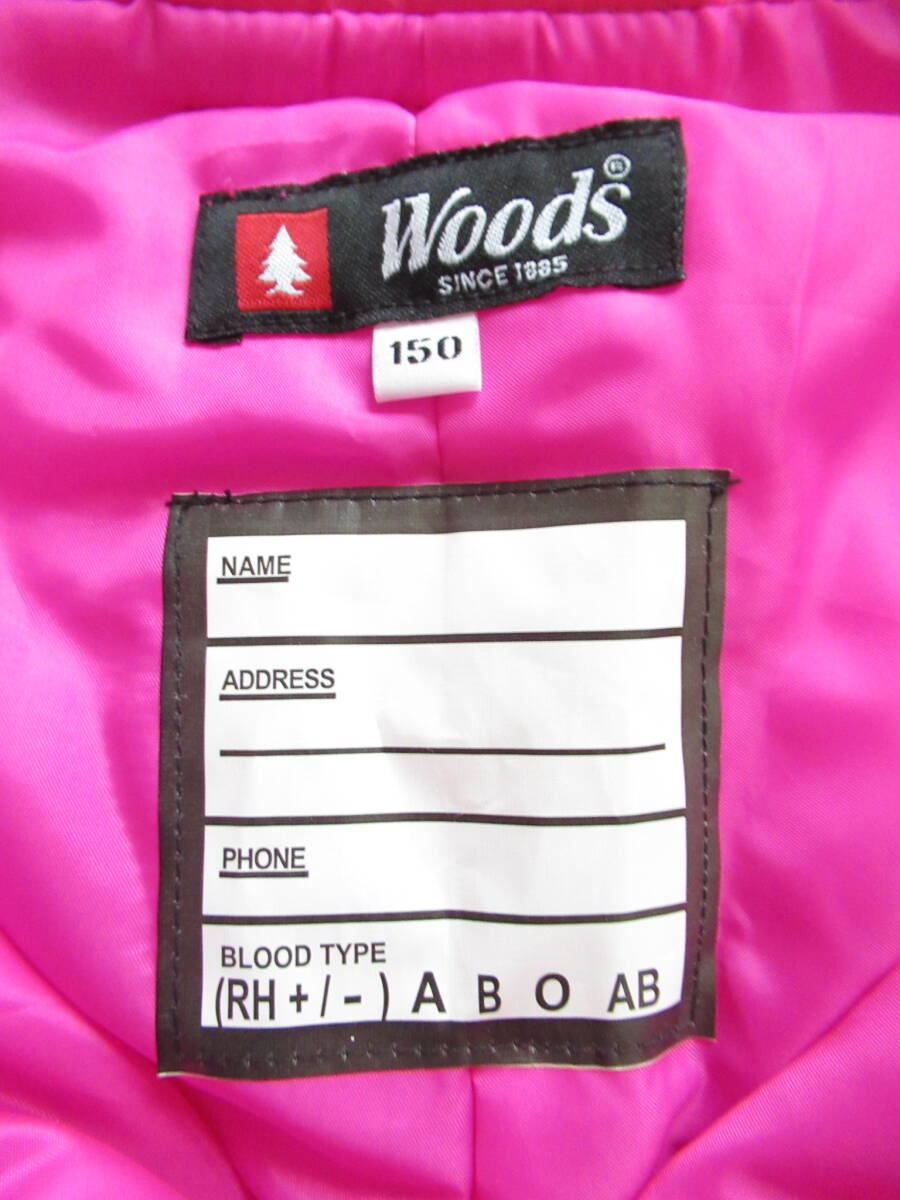 Woods®
SINCE 1885
150
NAME
ADDRESS
PHONE
BLOOD TYPE
(RH + / - ) A B O AB